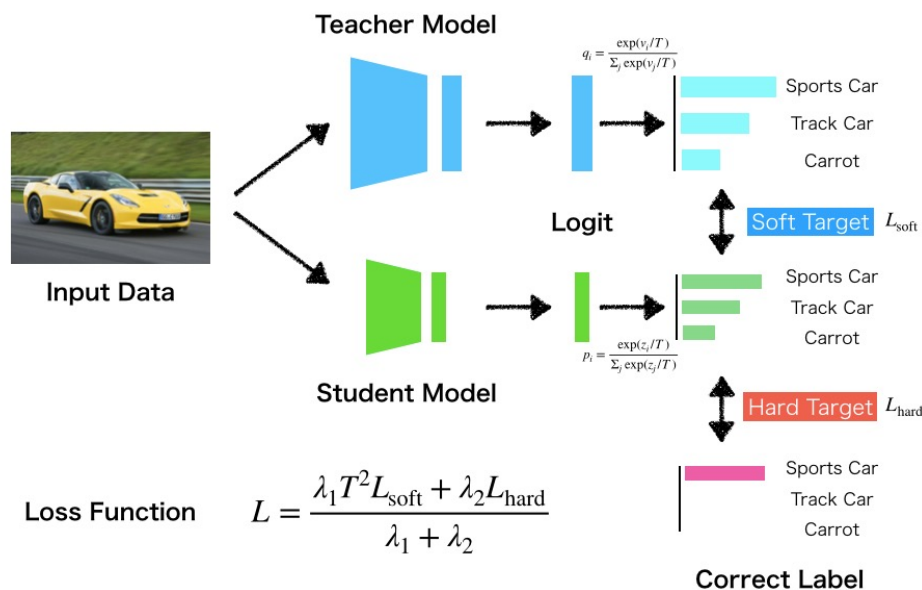 Teacher Model
q_i = exp(v_i/T) / Σ_j exp(v_j/T)
Sports Car
Track Car
Carrot
Input Data
Logit
Soft Target L_soft
Sports Car
Track Car
Carrot
p_i = exp(z_i/T) / Σ_j exp(z_j/T)
Student Model
Hard Target L_hard
Loss Function L = (λ_1 T^2 L_soft + λ_2 L_hard) / (λ_1 + λ_2)
Sports Car
Track Car
Carrot
Correct Label